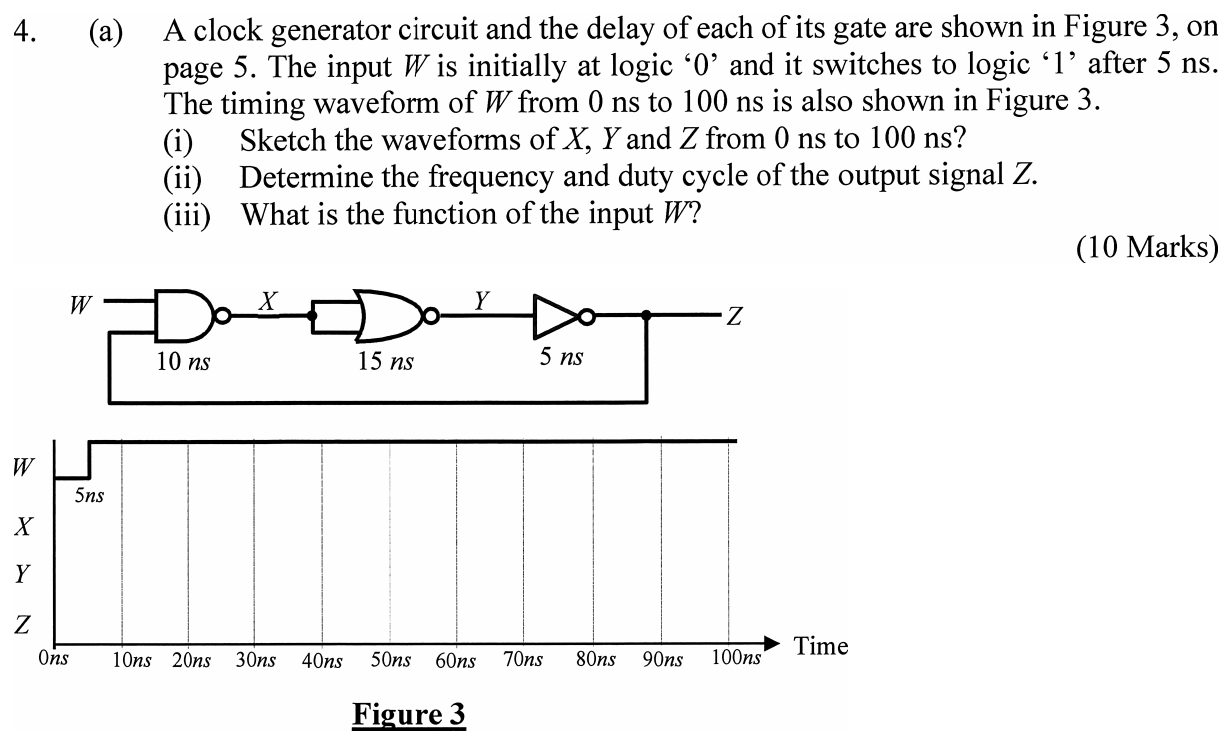 4. (a) A clock generator circuit and the delay of each of its gate are shown in Figure 3, on
page 5. The input W is initially at logic ‘0’ and it switches to logic ‘1’ after 5 ns.
The timing waveform of W from 0 ns to 100 ns is also shown in Figure 3.
(i) Sketch the waveforms of X, Y and Z from 0 ns to 100 ns?
(ii) Determine the frequency and duty cycle of the output signal Z.
(iii) What is the function of the input W?
(10 Marks)
W X Y Z
10 ns 15 ns 5 ns
W
5ns
X
Y
Z
0ns 10ns 20ns 30ns 40ns 50ns 60ns 70ns 80ns 90ns 100ns Time
Figure 3